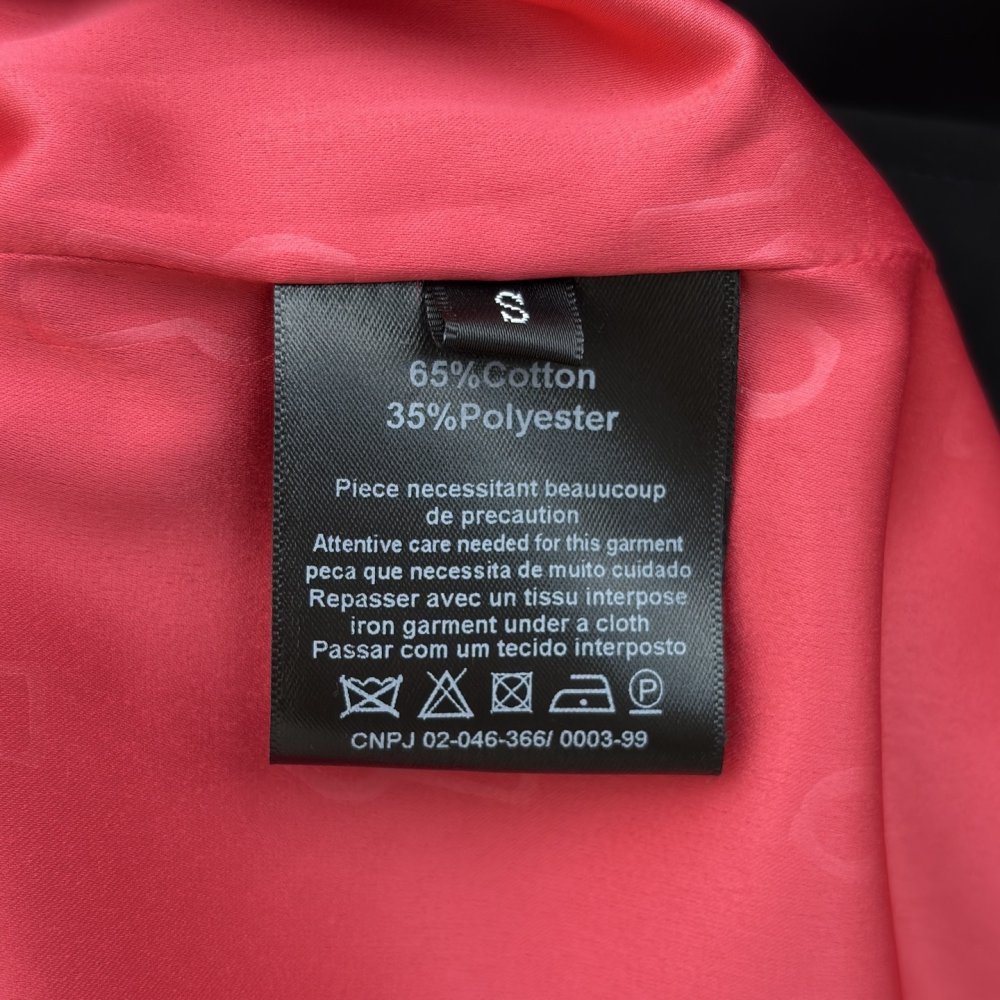 S
65%Cotton
35%Polyester
Piece necessitant beauucoup
de precaution
Attentive care needed for this garment
peca que necessita de muito cuidado
Repasser avec un tissu interpose
iron garment under a cloth
Passar com um tecido interposto
P
CNPJ 02-046-366/ 0003-99